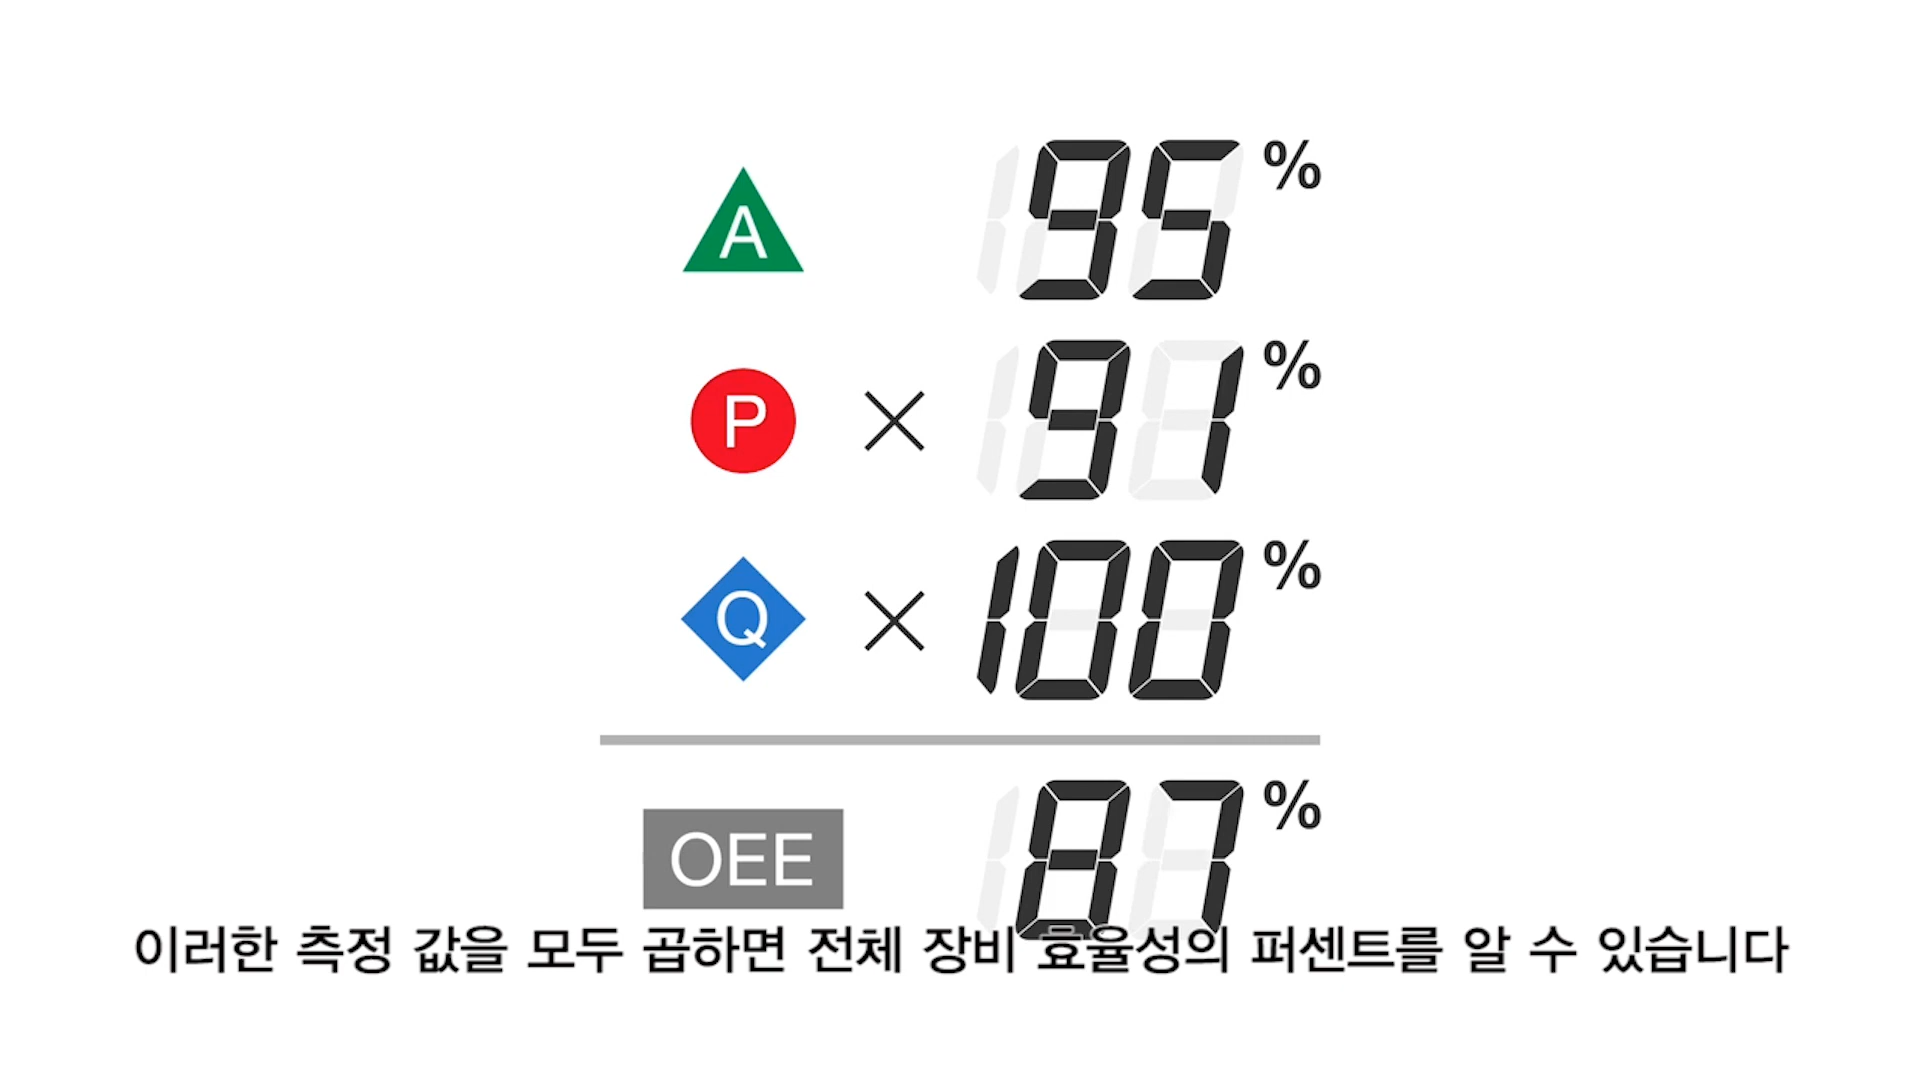 A 95%
P × 91%
Q × 100%
OEE 87%
이러한 측정 값을 모두 곱하면 전체 장비 효율성의 퍼센트를 알 수 있습니다